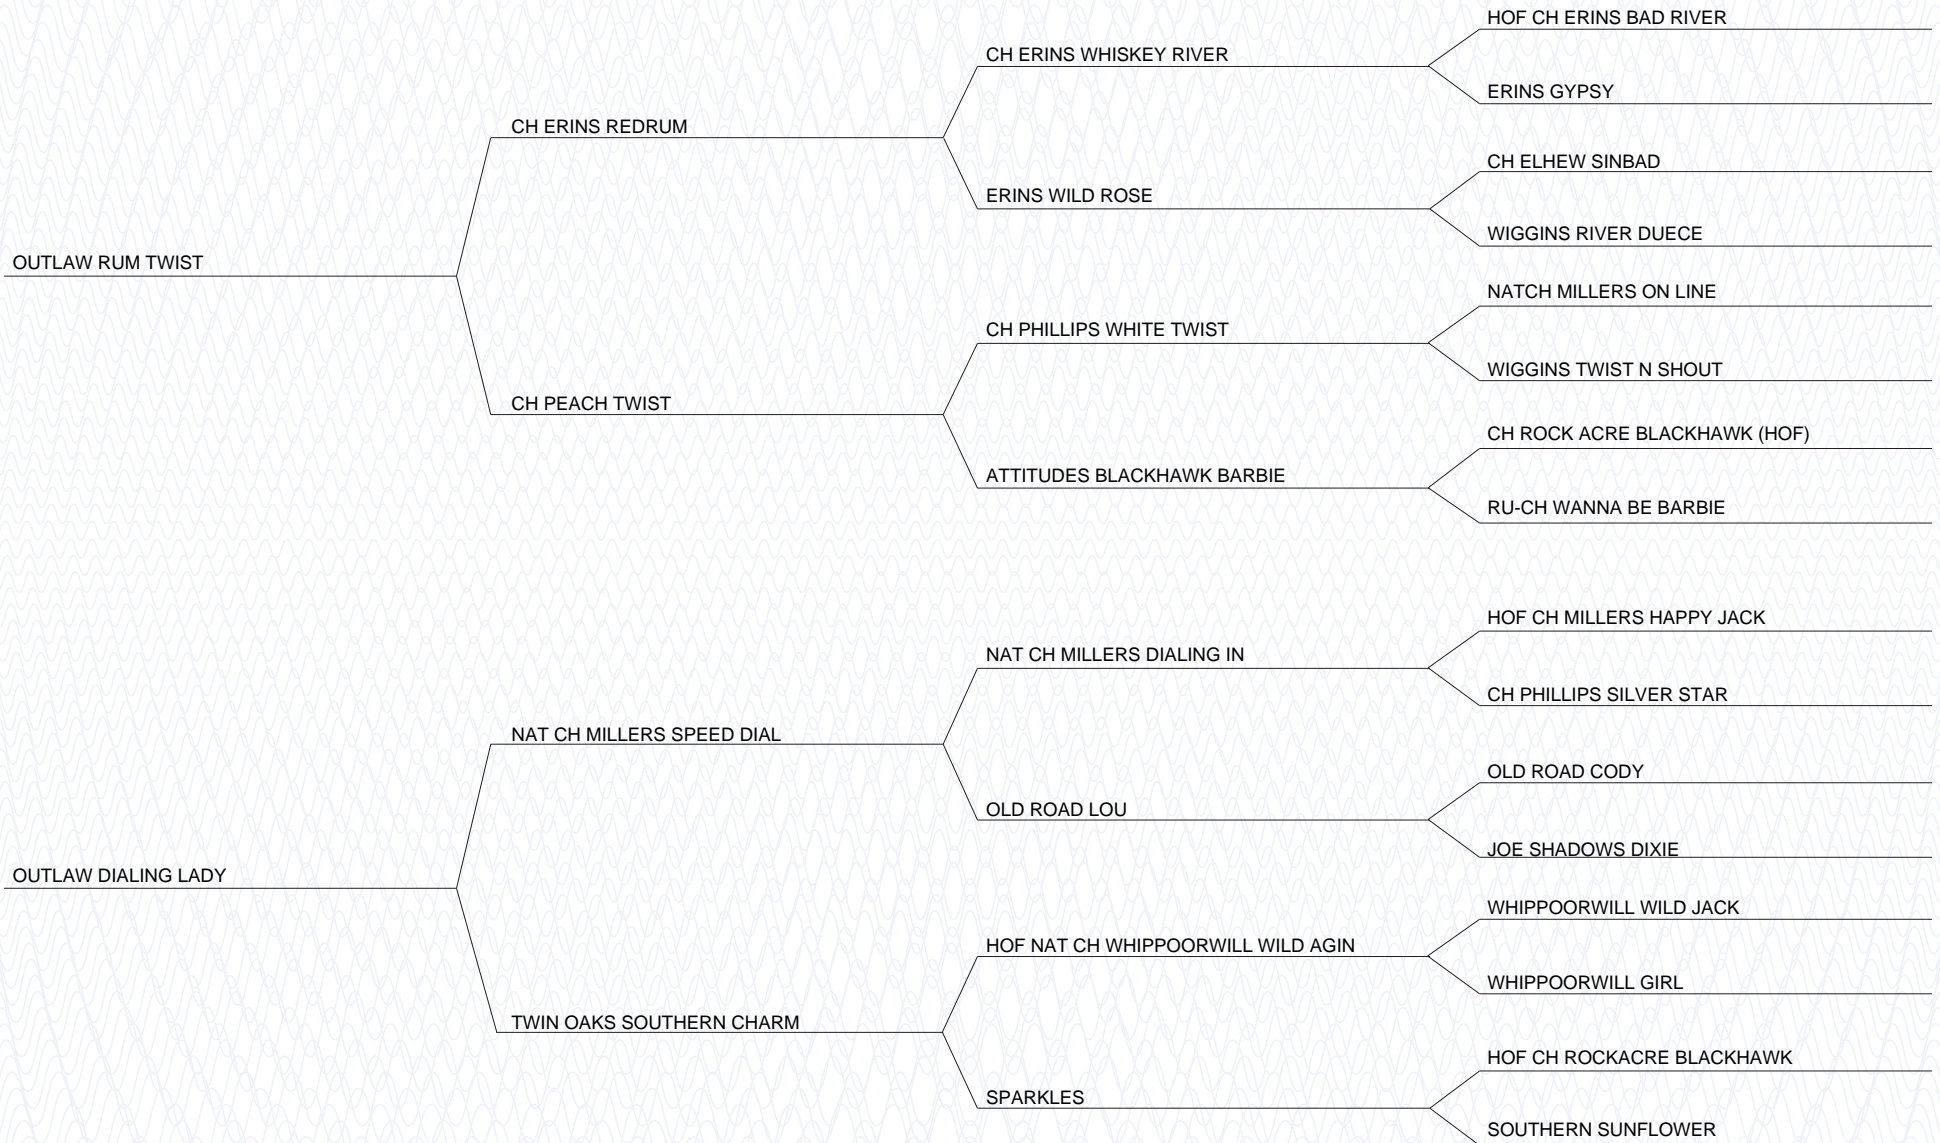 HOF CH ERINS BAD RIVER
CH ERINS WHISKEY RIVER
ERINS GYPSY
CH ERINS REDRUM
CH ELHEW SINBAD
ERINS WILD ROSE
WIGGINS RIVER DUECE
OUTLAW RUM TWIST
NATCH MILLERS ON LINE
CH PHILLIPS WHITE TWIST
WIGGINS TWIST N SHOUT
CH PEACH TWIST
CH ROCK ACRE BLACKHAWK (HOF)
ATTITUDES BLACKHAWK BARBIE
RU-CH WANNA BE BARBIE
HOF CH MILLERS HAPPY JACK
NAT CH MILLERS DIALING IN
CH PHILLIPS SILVER STAR
NAT CH MILLERS SPEED DIAL
OLD ROAD CODY
OLD ROAD LOU
JOE SHADOWS DIXIE
OUTLAW DIALING LADY
WHIPPOORWILL WILD JACK
HOF NAT CH WHIPPOORWILL WILD AGIN
WHIPPOORWILL GIRL
TWIN OAKS SOUTHERN CHARM
HOF CH ROCKACRE BLACKHAWK
SPARKLES
SOUTHERN SUNFLOWER